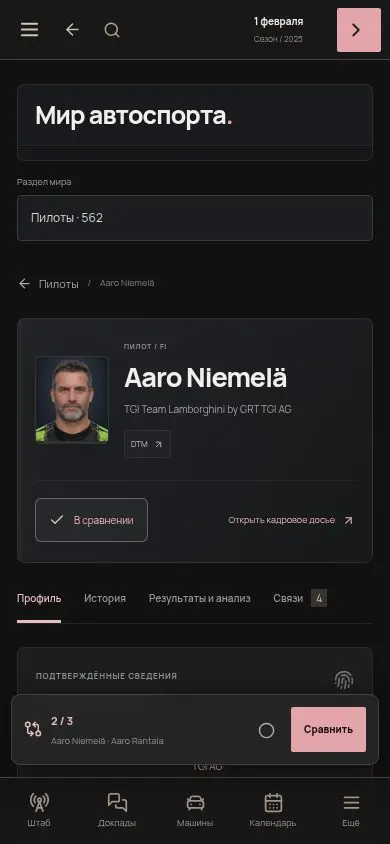 1 февраля
Сезон / 2025
Мир автоспорта.
Раздел мира
Пилоты · 562
Пилоты / Aaro Niemelä
ПИЛОТ / FI
Aaro Niemelä
TGI Team Lamborghini by GRT TGI AG
DTM
В сравнении
Открыть кадровое досье
Профиль История Результаты и анализ Связи 4
ПОДТВЕРЖДЁННЫЕ СВЕДЕНИЯ
2 / 3
Aaro Niemelä · Aaro Rantala
Сравнить
TGI AG
Штаб Доклады Машины Календарь Ещё